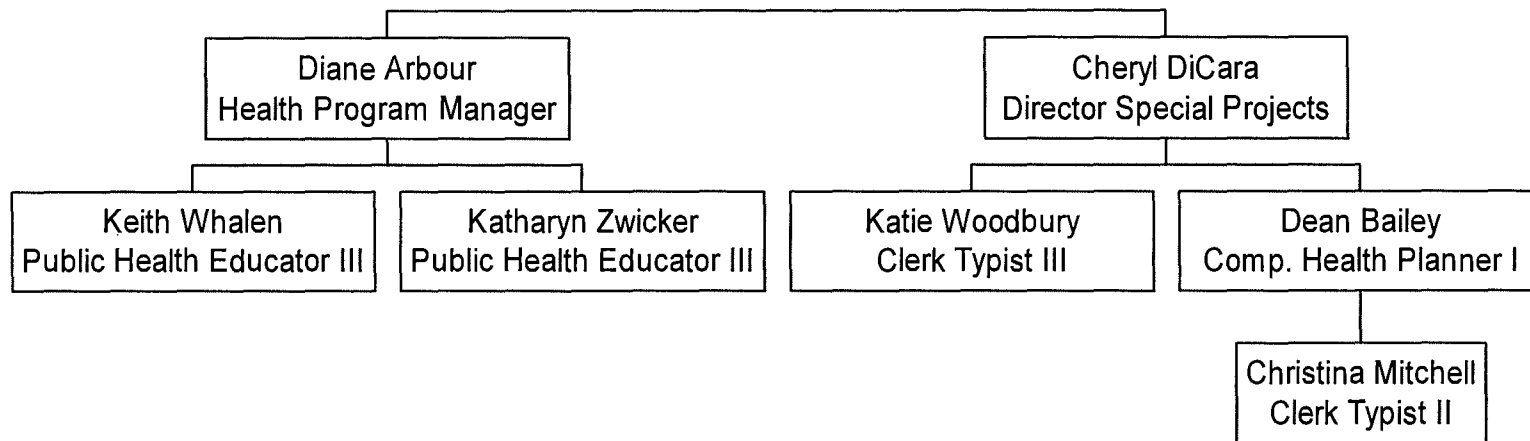 Diane Arbour
Health Program Manager
Cheryl DiCara
Director Special Projects
Keith Whalen
Public Health Educator III
Katharyn Zwicker
Public Health Educator III
Katie Woodbury
Clerk Typist III
Dean Bailey
Comp. Health Planner I
Christina Mitchell
Clerk Typist II